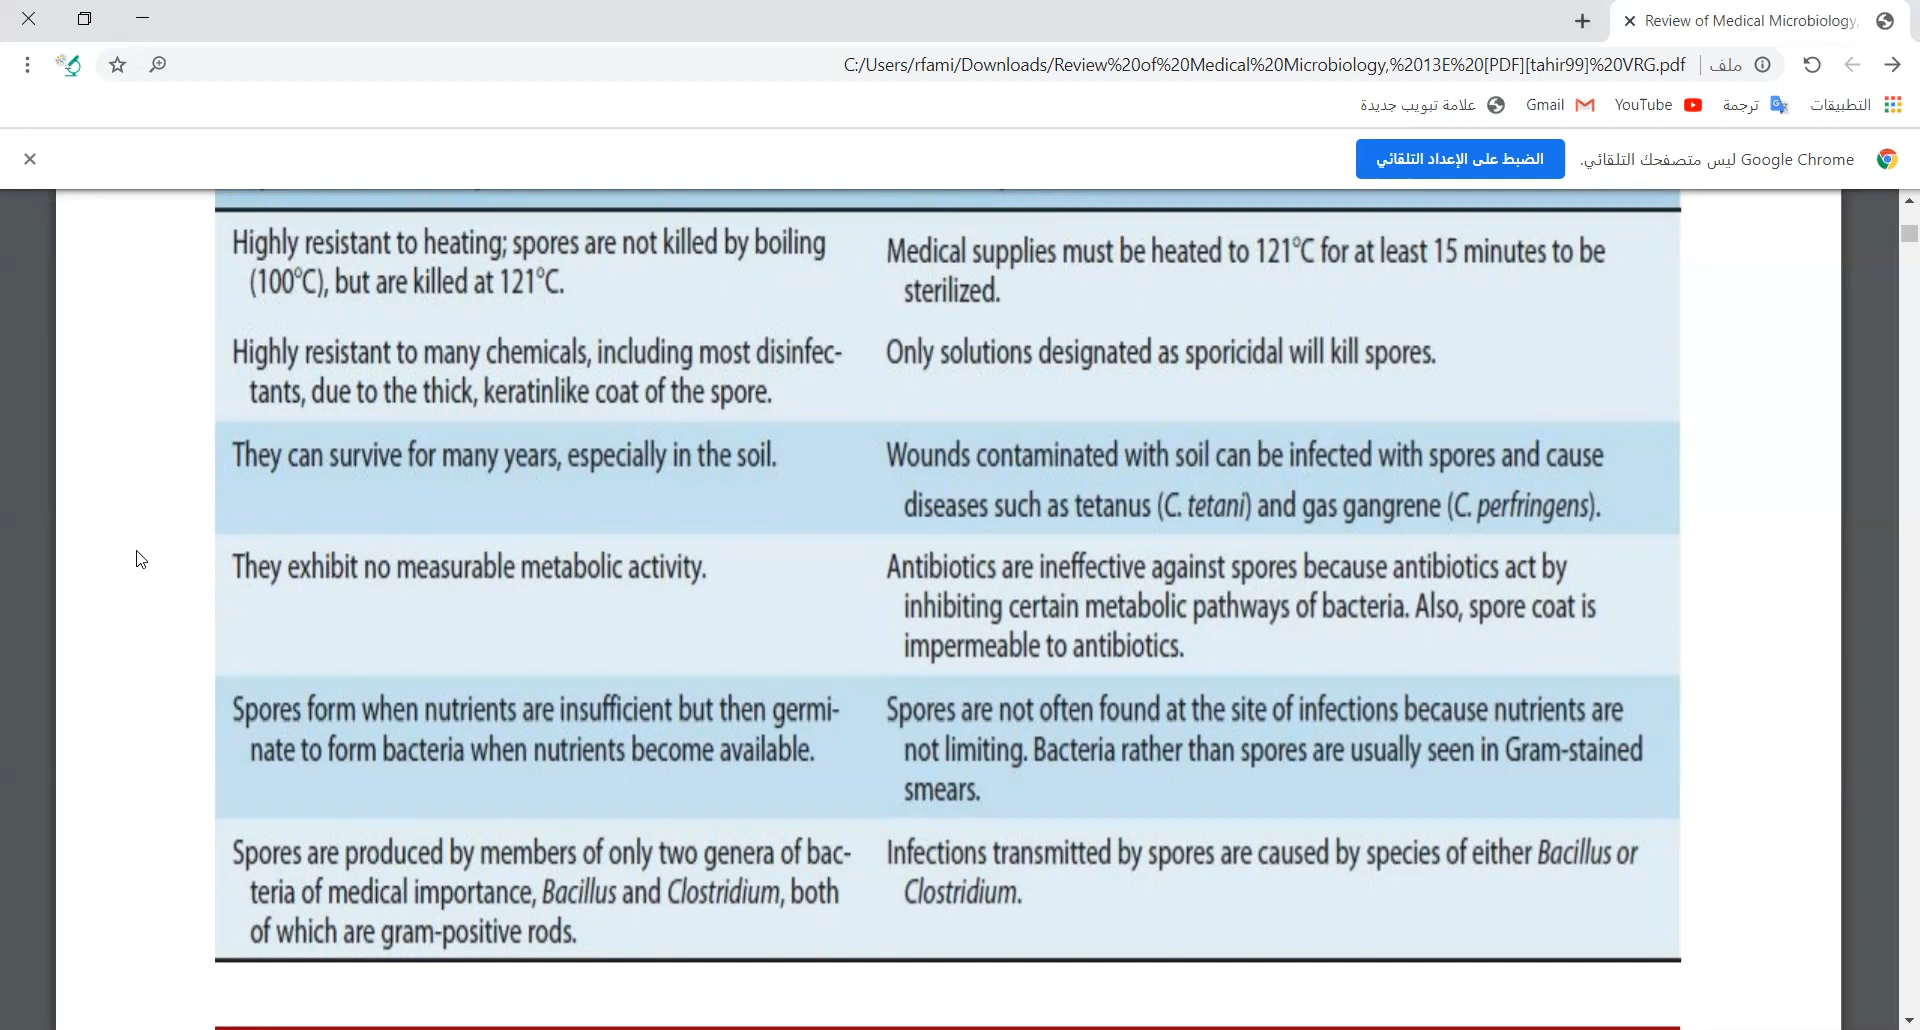 Review of Medical Microbiology,
C:/Users/rfami/Downloads/Review%20of%20Medical%20Microbiology,%2013E%20[PDF][tahir99]%20VRG.pdf
ملف
التطبيقات
ترجمة
YouTube
Gmail
علامة تبويب جديدة
Google Chrome ليس متصفحك التلقائي.
الضبط على الإعداد التلقائي
Highly resistant to heating; spores are not killed by boiling
(100°C), but are killed at 121°C.
Medical supplies must be heated to 121°C for at least 15 minutes to be
sterilized.
Highly resistant to many chemicals, including most disinfec-
tants, due to the thick, keratinlike coat of the spore.
Only solutions designated as sporicidal will kill spores.
They can survive for many years, especially in the soil.
Wounds contaminated with soil can be infected with spores and cause
diseases such as tetanus (C. tetani) and gas gangrene (C. perfringens).
They exhibit no measurable metabolic activity.
Antibiotics are ineffective against spores because antibiotics act by
inhibiting certain metabolic pathways of bacteria. Also, spore coat is
impermeable to antibiotics.
Spores form when nutrients are insufficient but then germi-
nate to form bacteria when nutrients become available.
Spores are not often found at the site of infections because nutrients are
not limiting. Bacteria rather than spores are usually seen in Gram-stained
smears.
Spores are produced by members of only two genera of bac-
teria of medical importance, Bacillus and Clostridium, both
of which are gram-positive rods.
Infections transmitted by spores are caused by species of either Bacillus or
Clostridium.